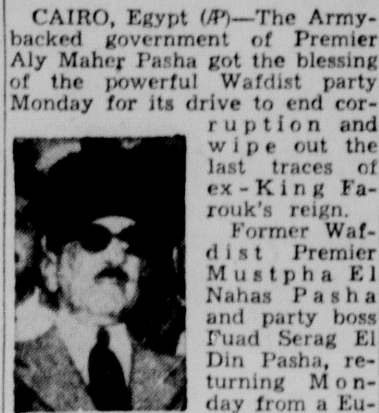 CAIRO, Egypt (AP)—The Army-
backed government of Premier
Aly Maher Pasha got the blessing
of the powerful Wafdist party
Monday for its drive to end cor-
ruption and
wipe out the
last traces of
ex-King Fa-
rouk's reign.
Former Waf-
dist Premier
Mustpha El
Nahas Pasha
and party boss
Fuad Serag El
Din Pasha, re-
turning Mon-
day from a Eu-